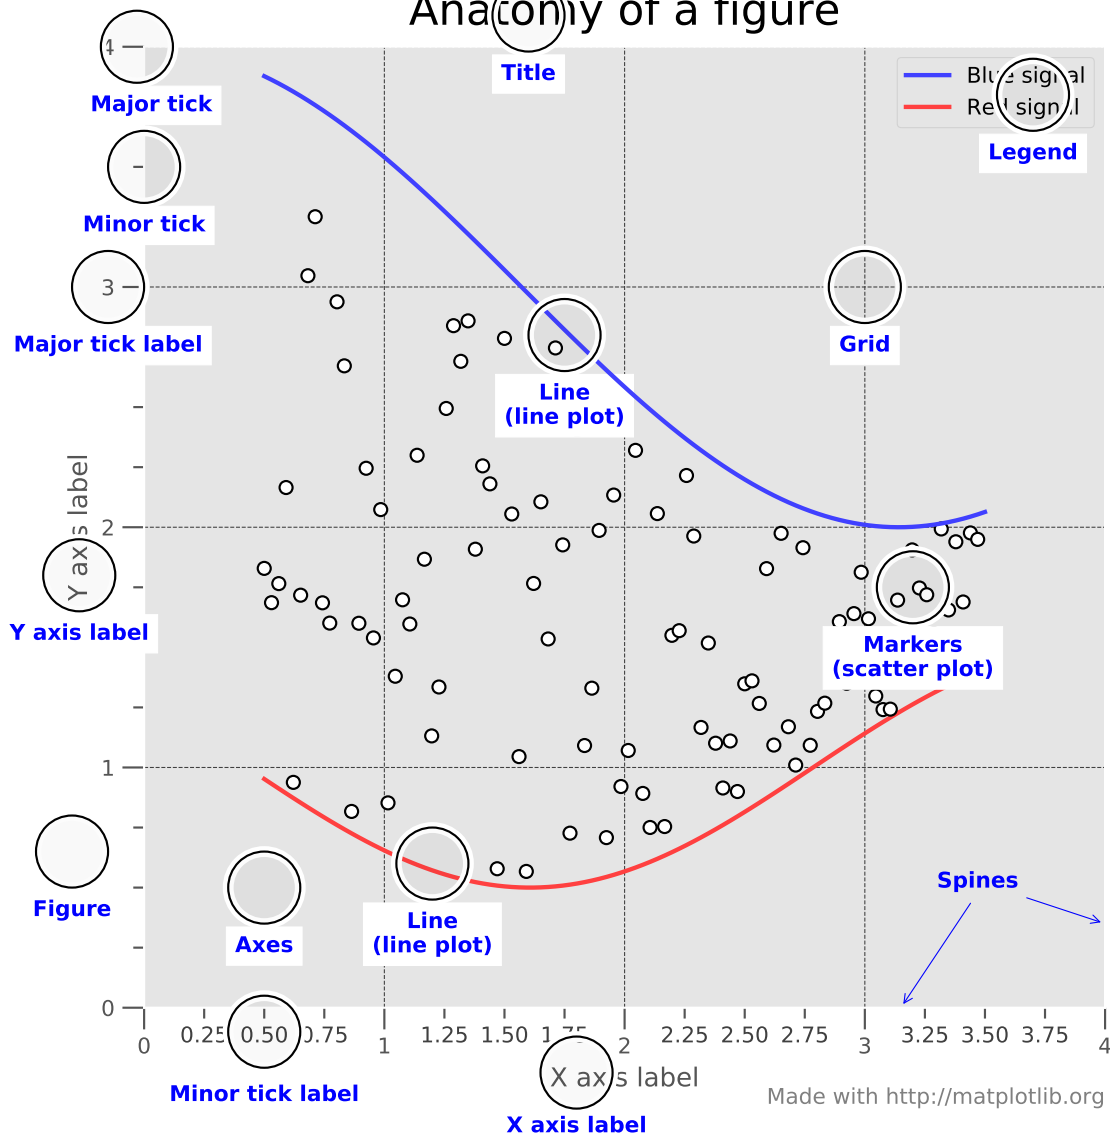 Anatomy of a figure
4
Major tick
Title
Blue signal
Red signal
Legend
Minor tick
3
Major tick label
Grid
Line
(line plot)
Y axis label
2
Y axis label
Markers
(scatter plot)
1
Figure
Axes
Line
(line plot)
Spines
0
0 0.25 0.50 0.75 1 1.25 1.50 1.75 2 2.25 2.50 2.75 3 3.25 3.50 3.75 4
Minor tick label
X axis label
X axis label
Made with http://matplotlib.org